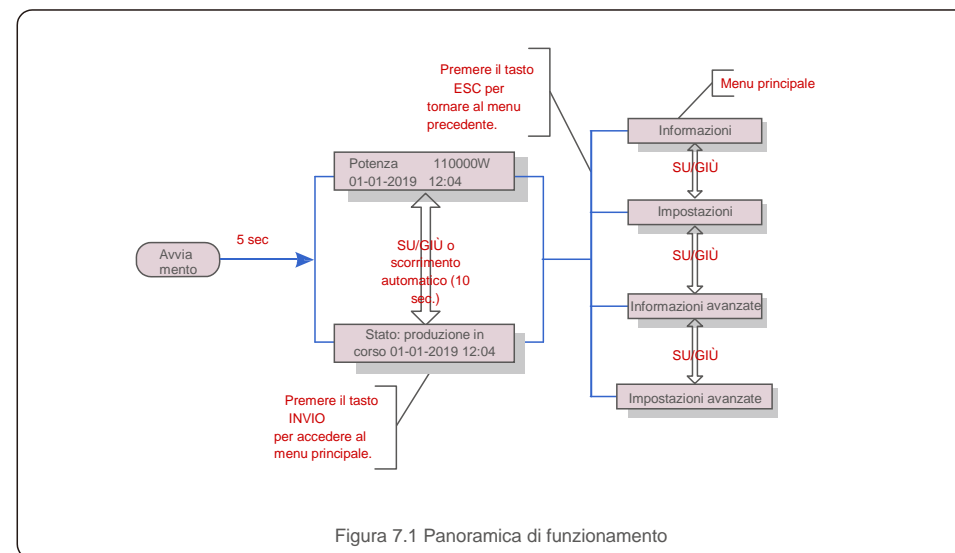 Premere il tasto
ESC per
tornare al menu
precedente.
Menu principale
Informazioni
SU/GIÙ
Impostazioni
SU/GIÙ
Informazioni avanzate
SU/GIÙ
Impostazioni avanzate
Potenza 110000W
01-01-2019 12:04
5 sec
Avvia
mento
SU/GIÙ o
scorrimento
automatico (10
sec.)
Stato: produzione in
corso 01-01-2019 12:04
Premere il tasto
INVIO
per accedere al
menu principale.
Figura 7.1 Panoramica di funzionamento